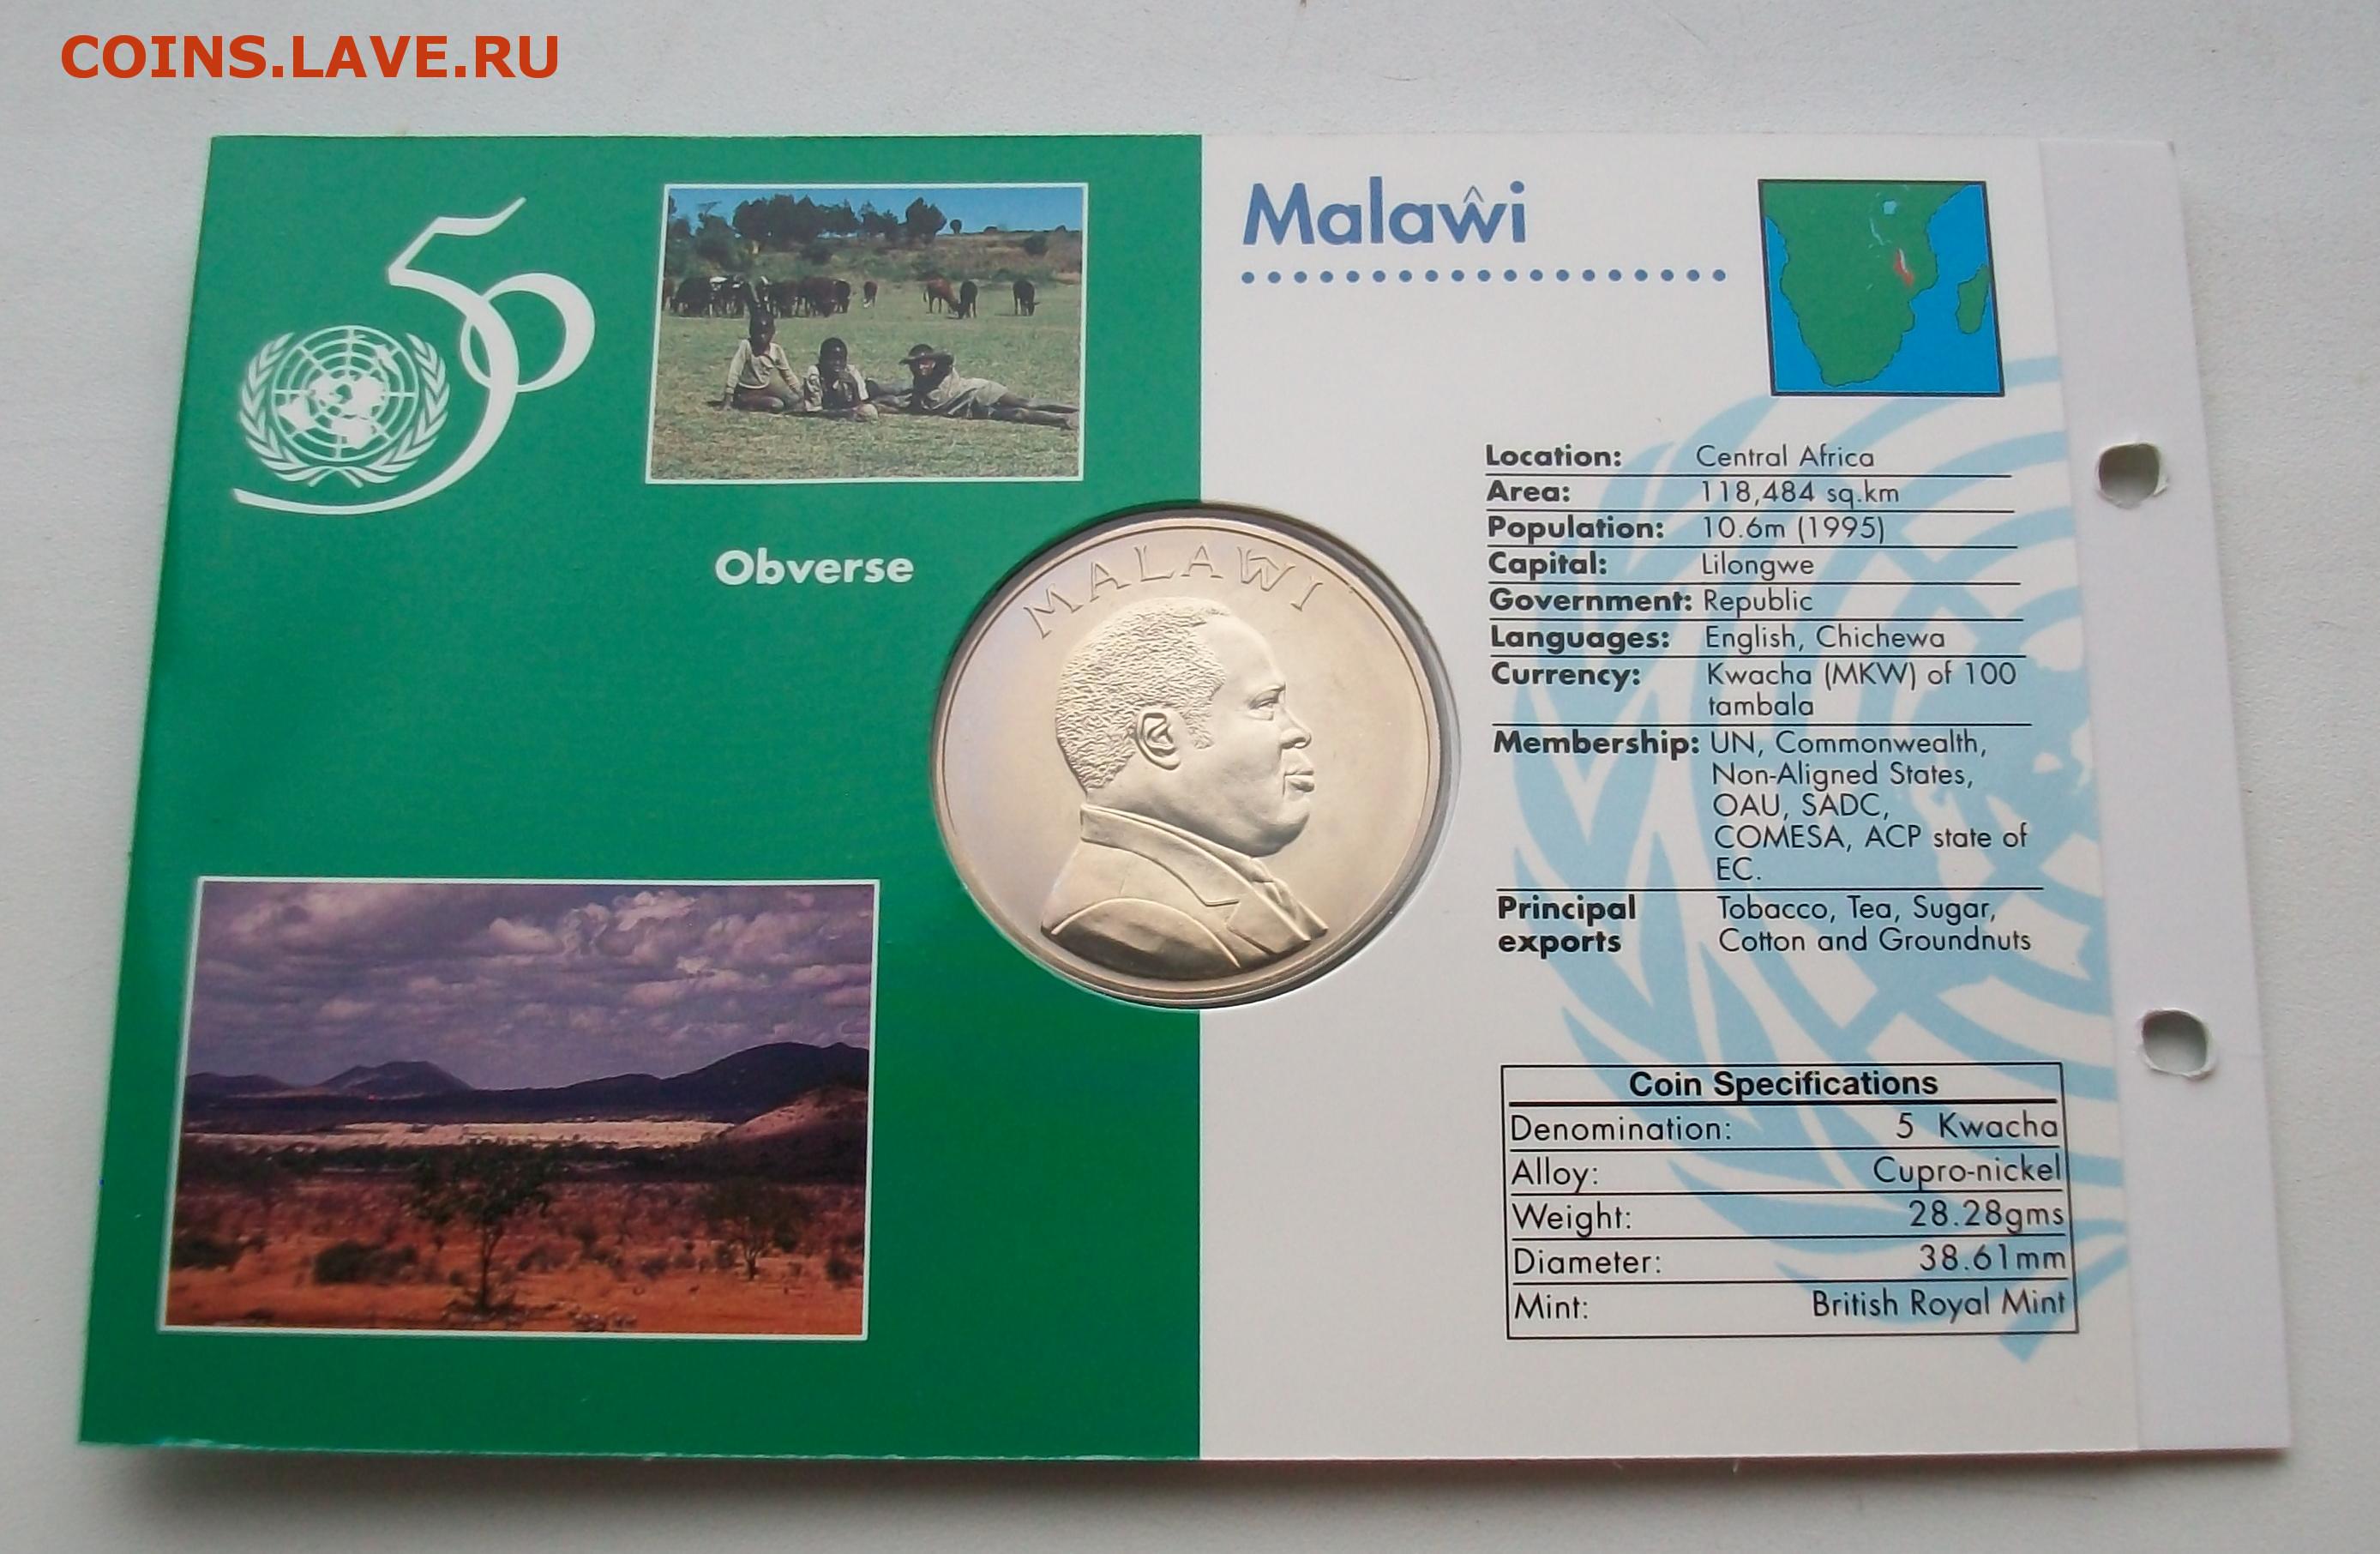 COINS.LAVE.RU
50
Malaŵi
Obverse
MALAŴI
Location: Central Africa
Area: 118,484 sq.km
Population: 10.6m (1995)
Capital: Lilongwe
Government: Republic
Languages: English, Chichewa
Currency: Kwacha (MKW) of 100
tambala
Membership: UN, Commonwealth,
Non-Aligned States,
OAU, SADC,
COMESA, ACP state of
EC.
Principal Tobacco, Tea, Sugar,
exports Cotton and Groundnuts
Coin Specifications
Denomination: 5 Kwacha
Alloy: Cupro-nickel
Weight: 28.28gms
Diameter: 38.61mm
Mint: British Royal Mint